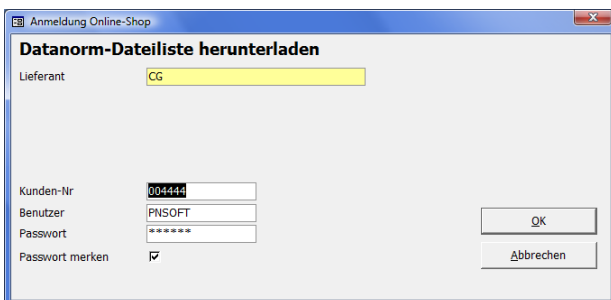 Anmeldung Online-Shop
Datanorm-Dateiliste herunterladen
Lieferant CG
Kunden-Nr 004444
Benutzer PNSOFT
OK
Passwort ******
Passwort merken
Abbrechen